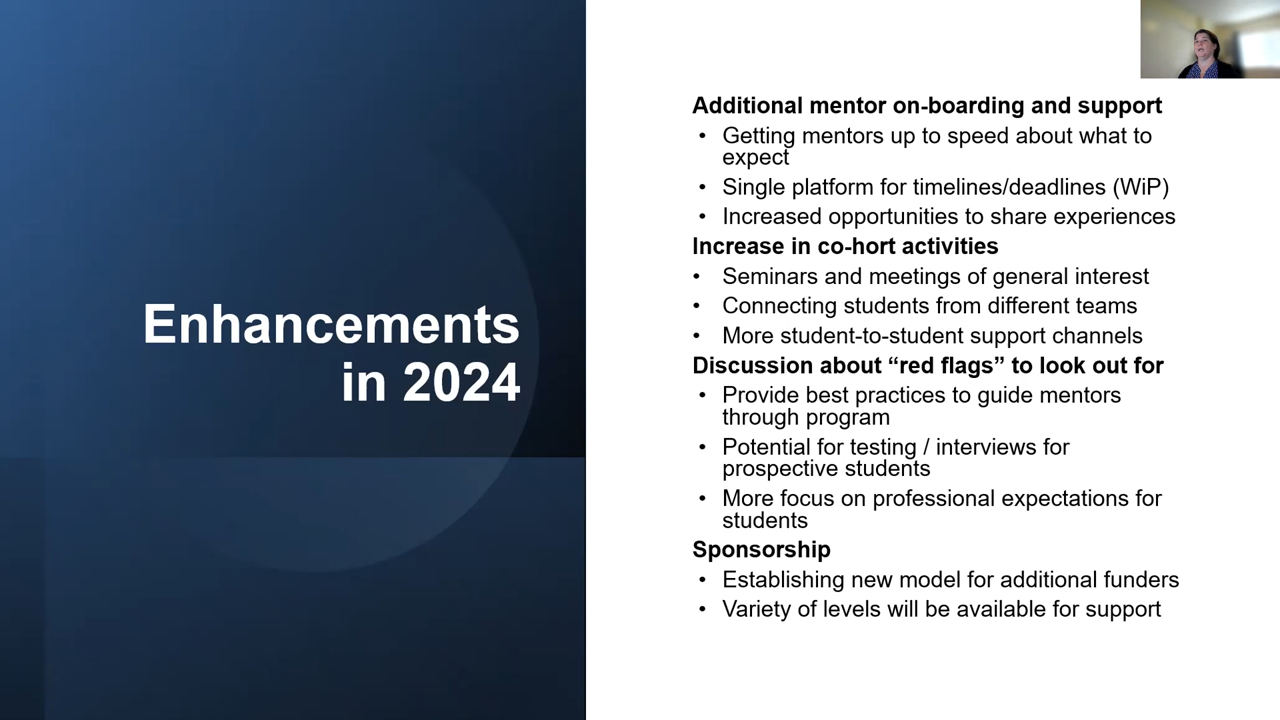 Enhancements
in 2024
Additional mentor on-boarding and support
• Getting mentors up to speed about what to
expect
• Single platform for timelines/deadlines (WiP)
• Increased opportunities to share experiences
Increase in co-hort activities
• Seminars and meetings of general interest
• Connecting students from different teams
• More student-to-student support channels
Discussion about “red flags” to look out for
• Provide best practices to guide mentors
through program
• Potential for testing / interviews for
prospective students
• More focus on professional expectations for
students
Sponsorship
• Establishing new model for additional funders
• Variety of levels will be available for support